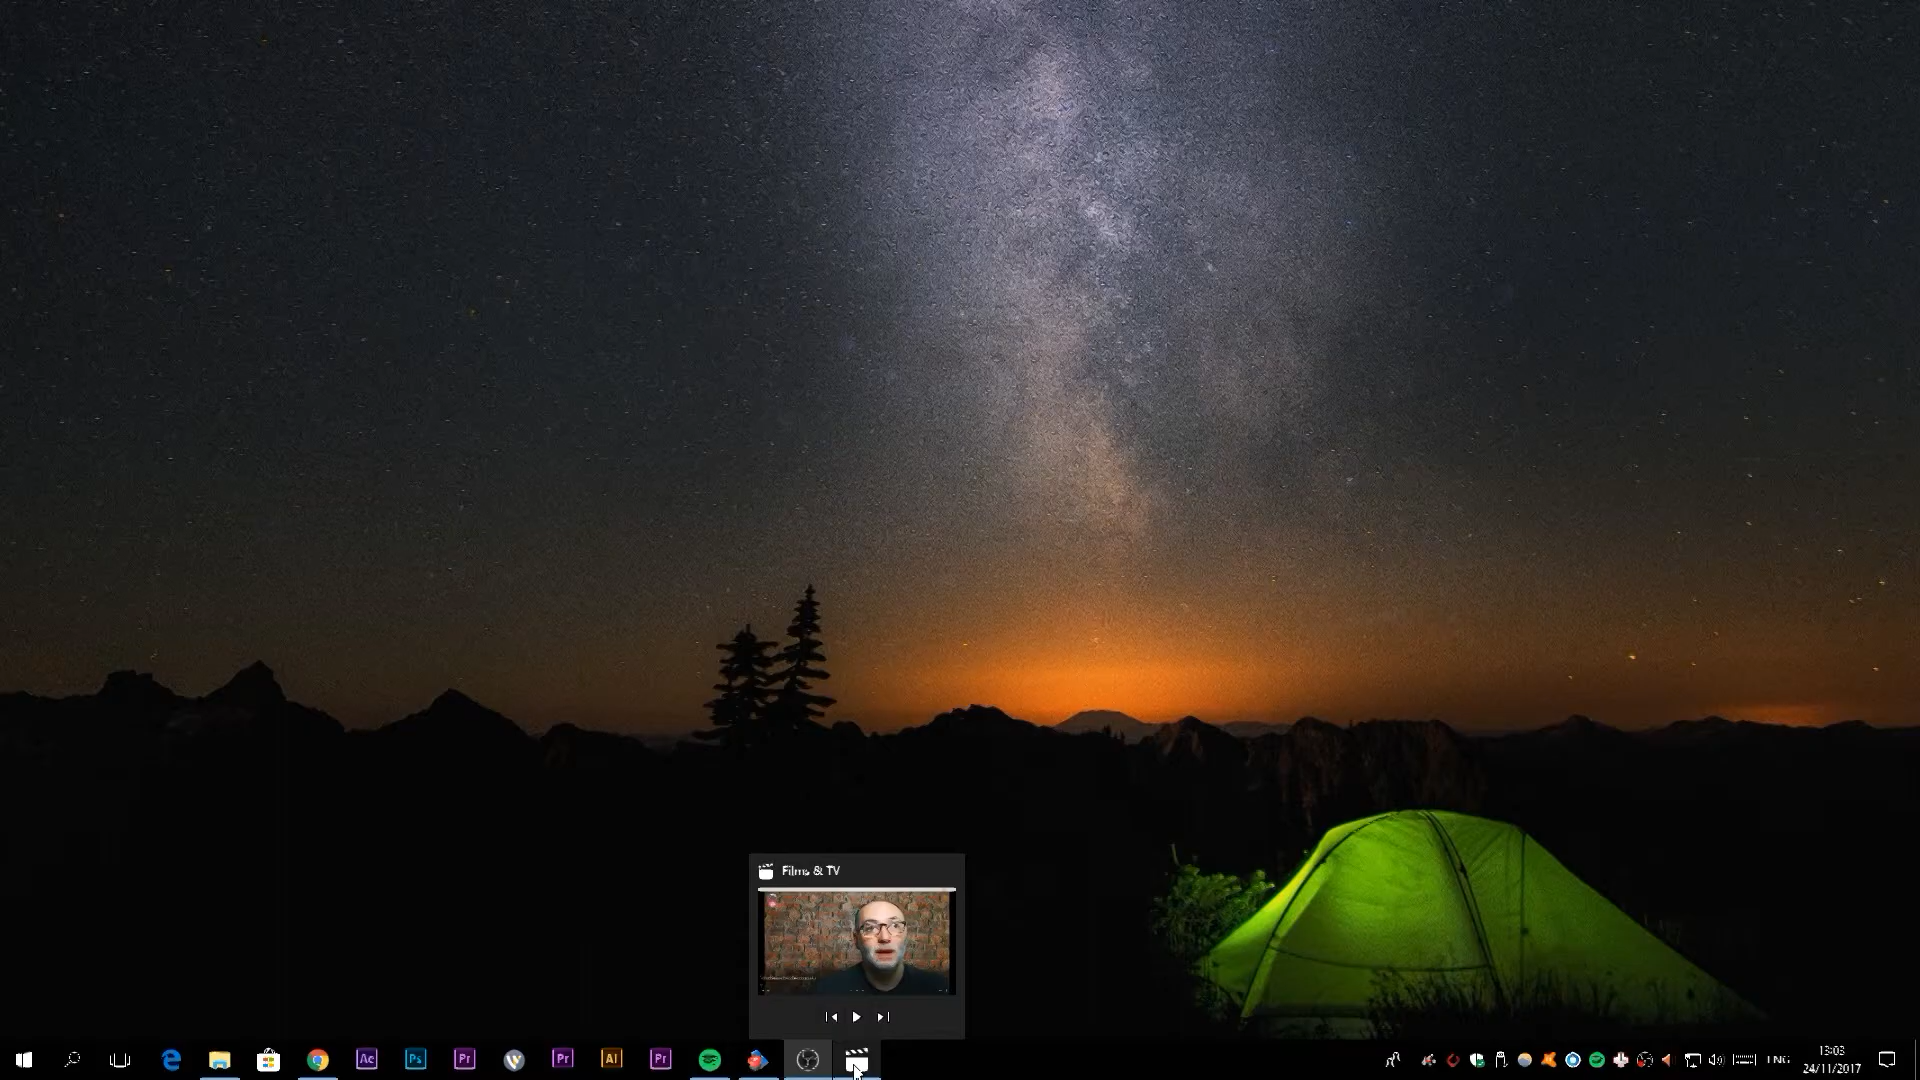 Films & TV
Ac
Ps
Pr
Pr
Ai
Pr
ENG
13:03
24/11/2017